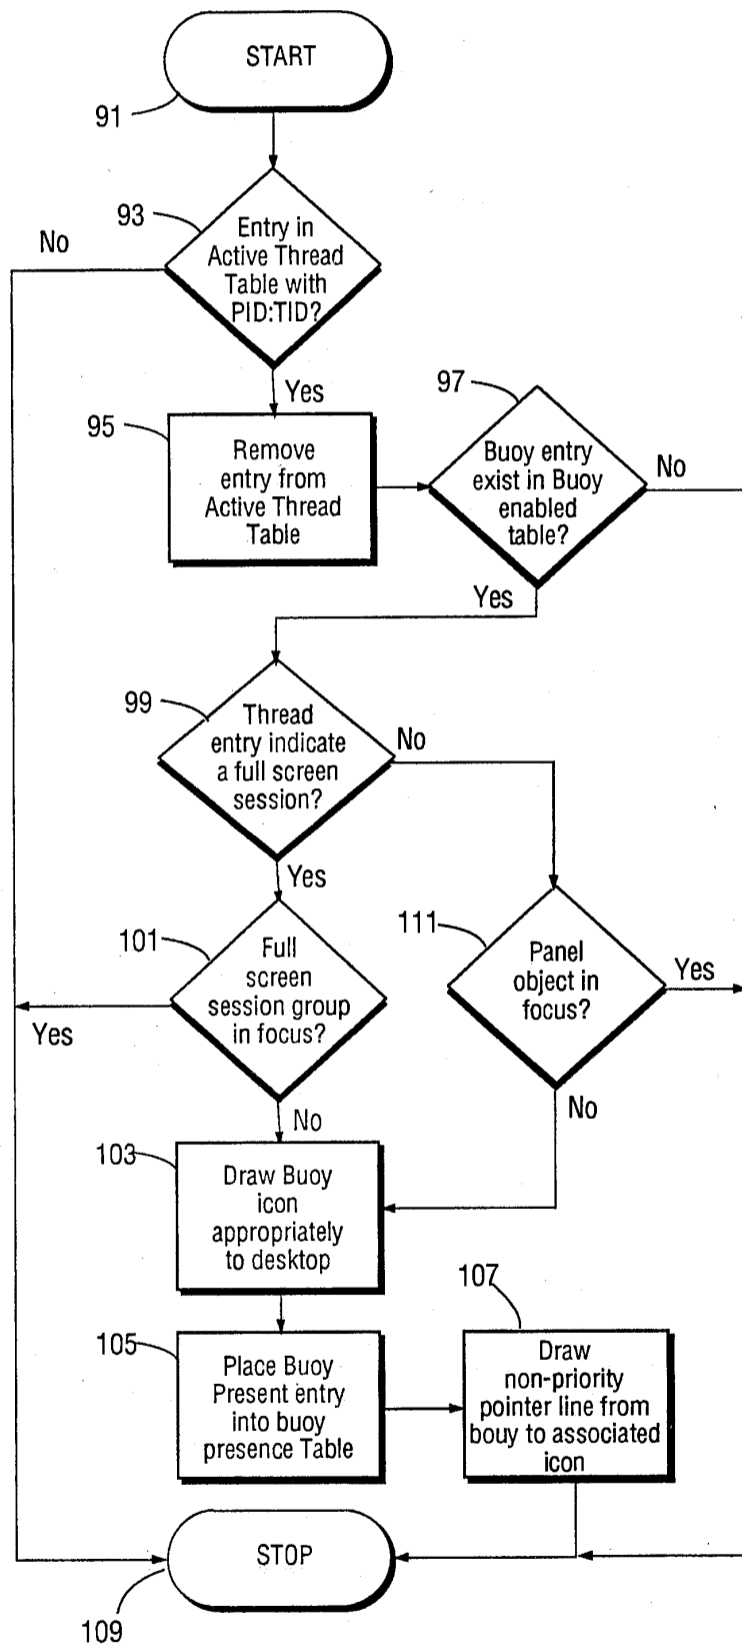 START
91
93
Entry in
Active Thread
Table with
PID:TID?
No
Yes
95
Remove
entry from
Active Thread
Table
97
Buoy entry
exist in Buoy
enabled
table?
No
Yes
99
Thread
entry indicate
a full screen
session?
No
Yes
101
Full
screen
session group
in focus?
Yes
No
111
Panel
object in
focus?
Yes
No
103
Draw Buoy
icon
appropriately
to desktop
105
Place Buoy
Present entry
into buoy
presence Table
107
Draw
non-priority
pointer line from
bouy to associated
icon
STOP
109